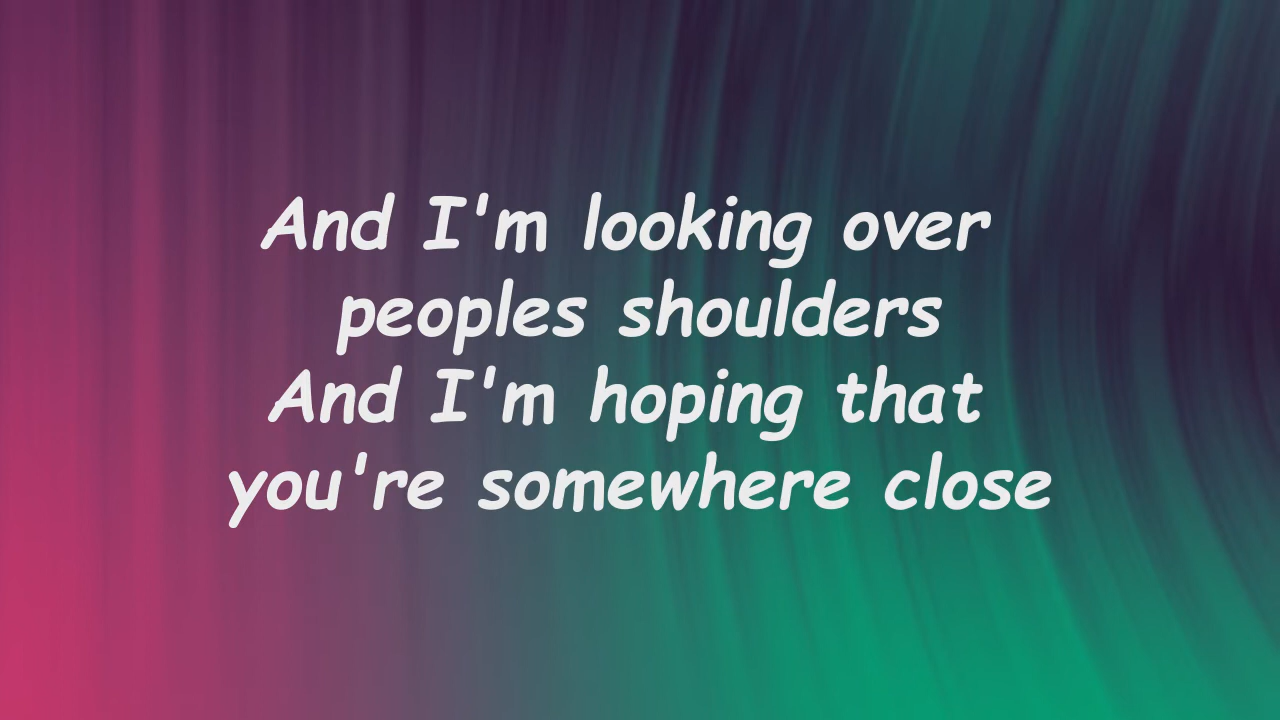 And I'm looking over
peoples shoulders
And I'm hoping that
you're somewhere close